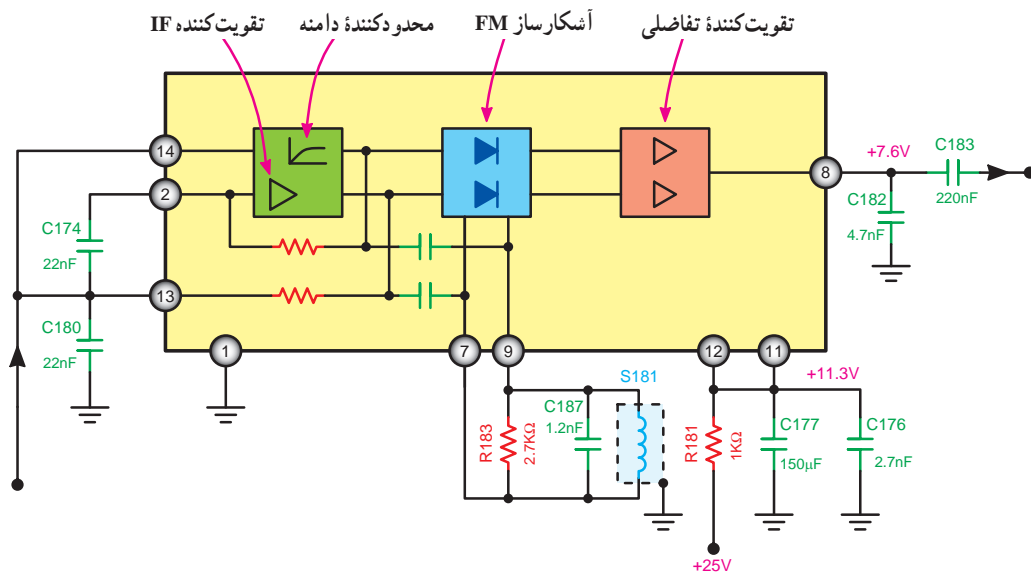 تقویت‌کننده IF
محدودکنندهٔ دامنه
آشکارساز FM
تقویت‌کنندهٔ تفاضلی
14
2
13
1
7
9
12
11
8
+7.6V
C183
220nF
C182
4.7nF
C174
22nF
C180
22nF
R183
2.7KΩ
C187
1.2nF
S181
R181
1KΩ
+25V
+11.3V
C177
150μF
C176
2.7nF